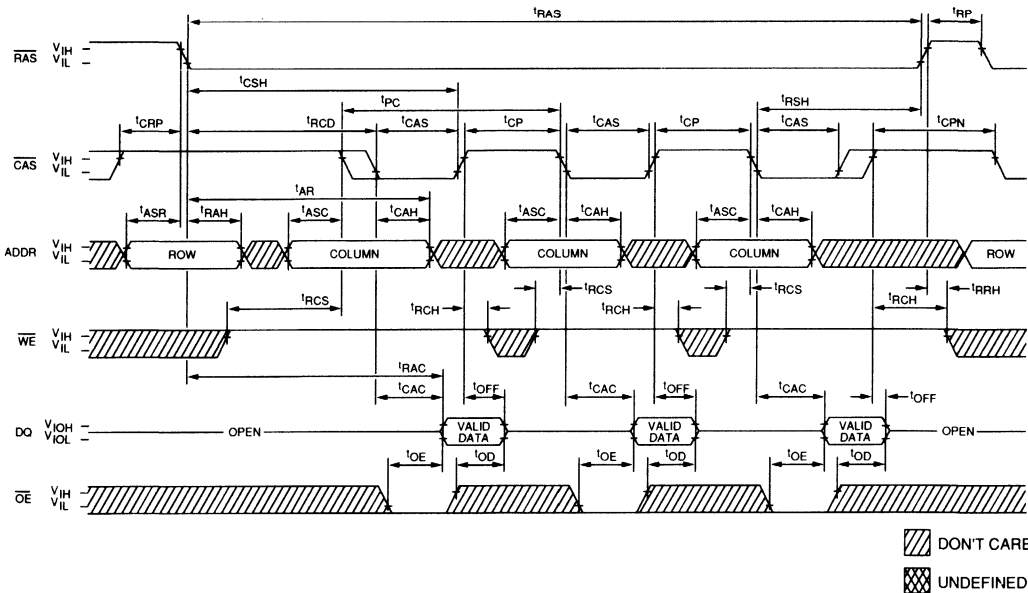 tRAS tRP
RAS VIH
VIL
tCSH
tPC tRSH
tCRP tRCD tCAS tCP tCAS tCP tCAS tCPN
CAS VIH
VIL
tAR
tASR tRAH tASC tCAH tASC tCAH tASC tCAH
ADDR VIH
VIL
ROW COLUMN COLUMN COLUMN ROW
tRCS tRCH tRCS tRCH tRCS tRCH tRRH
WE VIH
VIL
tRAC
tCAC tOFF tCAC tOFF tCAC tOFF
DQ VIOH
VIOL
OPEN VALID DATA VALID DATA VALID DATA OPEN
tOE tOD tOE tOD tOE tOD
OE VIH
VIL
DON'T CARE
UNDEFINED